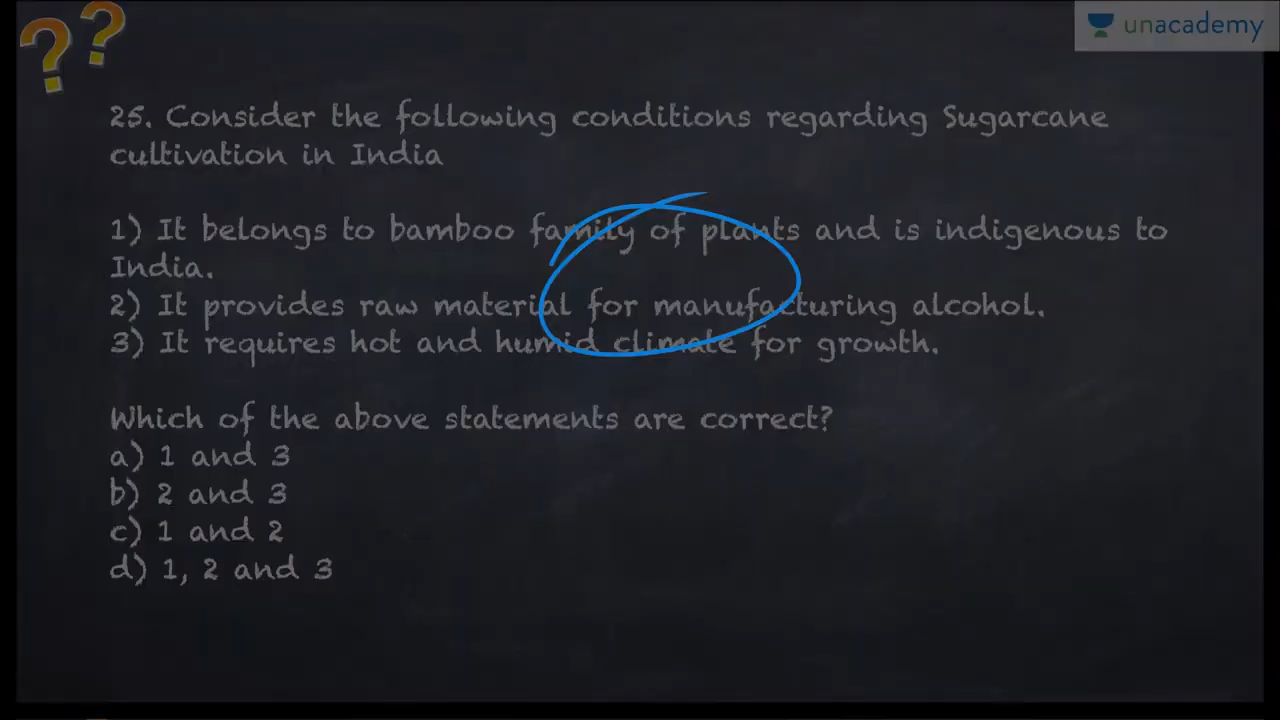 ? ?
unacademy
25. Consider the following conditions regarding Sugarcane
cultivation in India
1) It belongs to bamboo family of plants and is indigenous to
India.
2) It provides raw material for manufacturing alcohol.
3) It requires hot and humid climate for growth.
Which of the above statements are correct?
a) 1 and 3
b) 2 and 3
c) 1 and 2
d) 1, 2 and 3